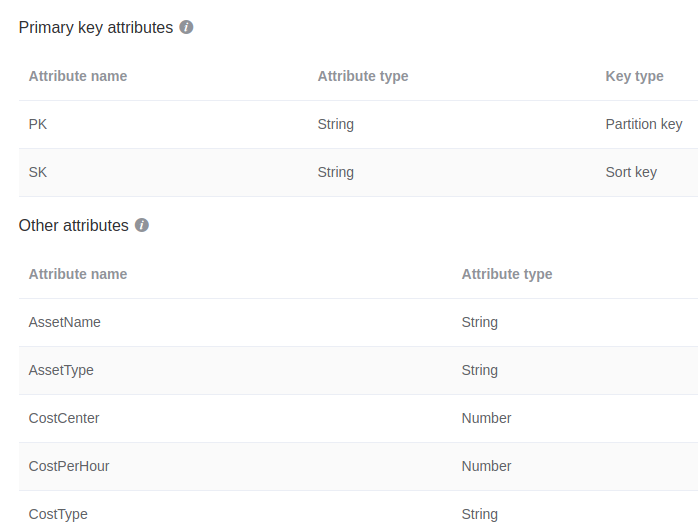 Primary key attributes
Attribute name Attribute type Key type
PK String Partition key
SK String Sort key
Other attributes
Attribute name Attribute type
AssetName String
AssetType String
CostCenter Number
CostPerHour Number
CostType String